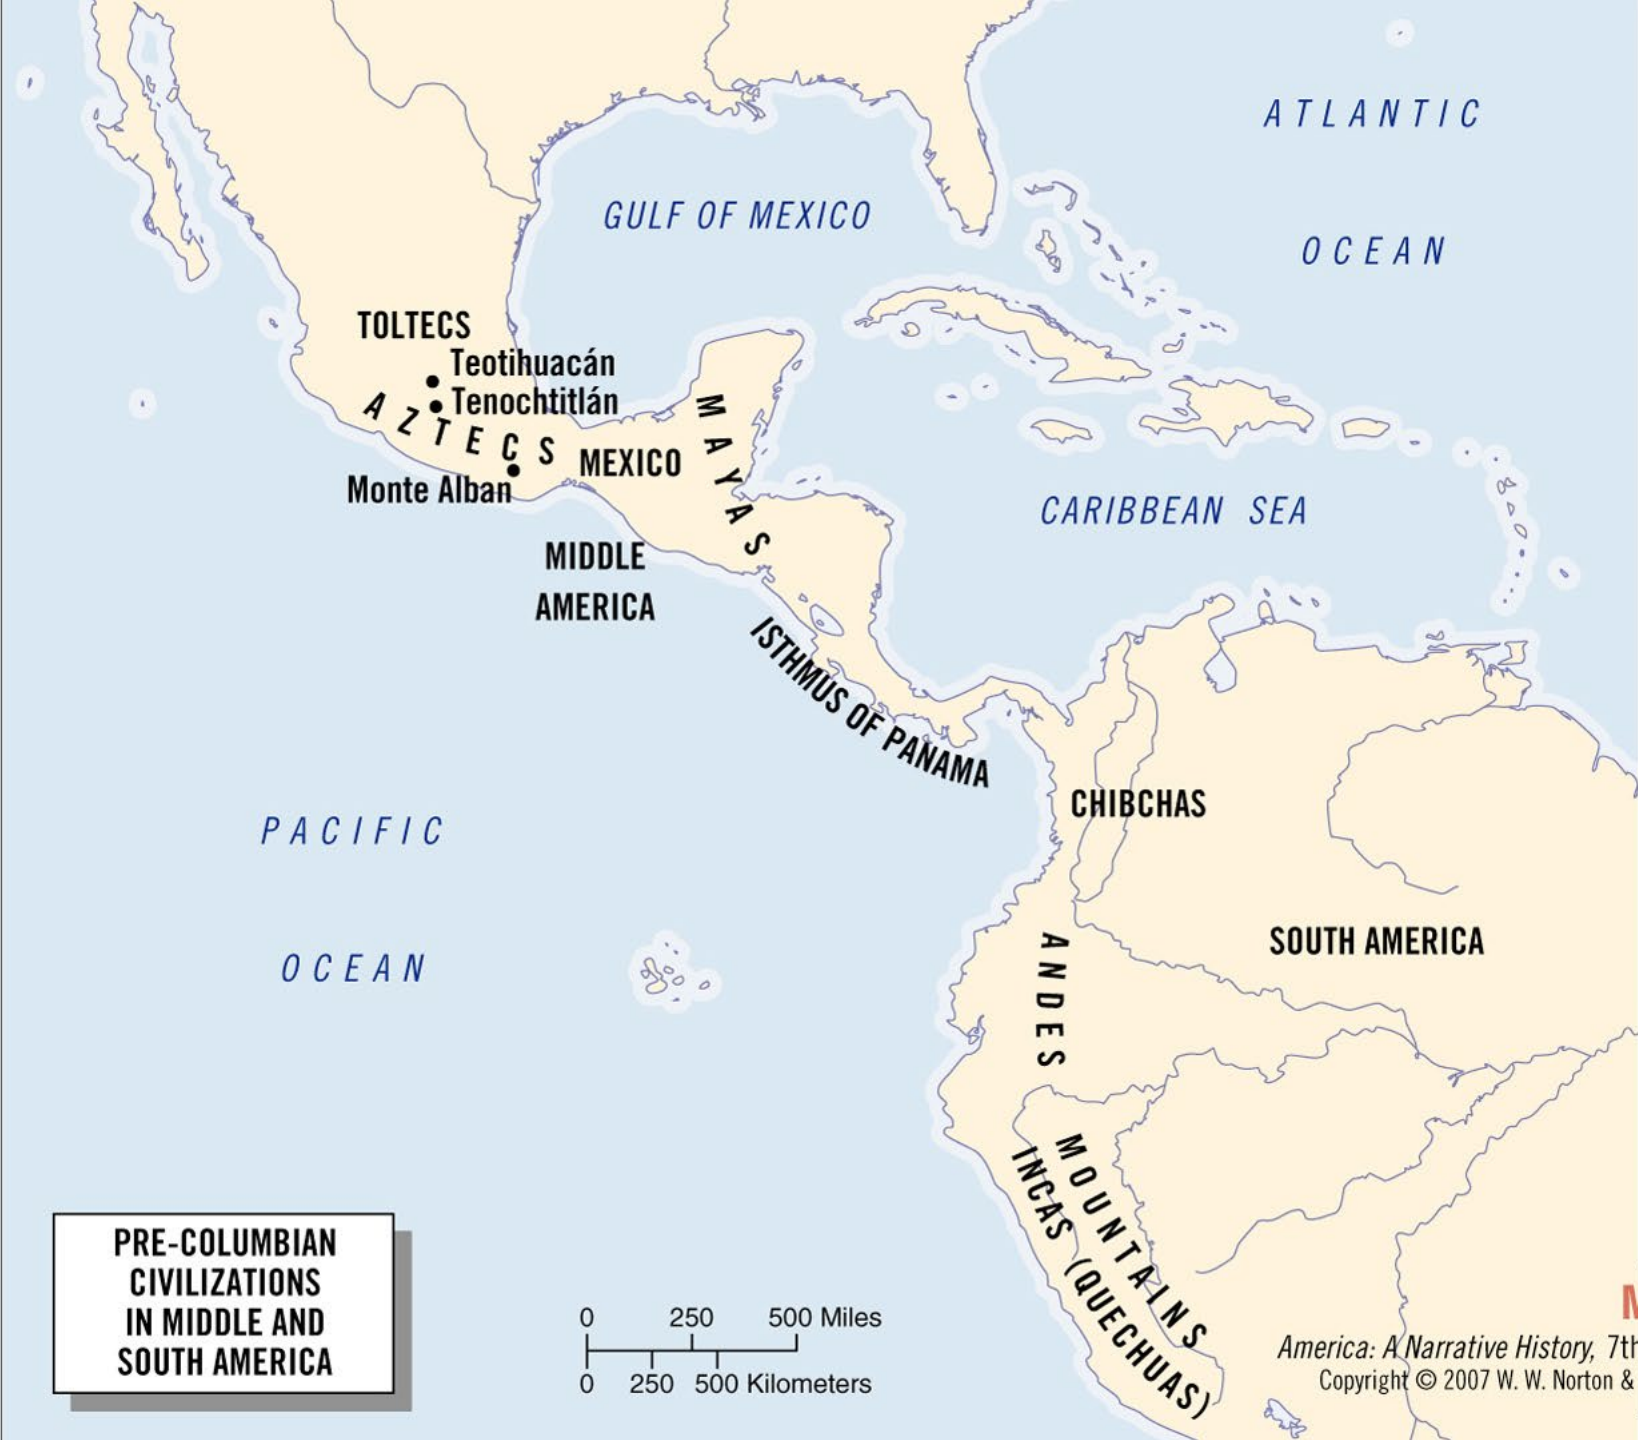 ATLANTIC
OCEAN
GULF OF MEXICO
TOLTECS
Teotihuacán
Tenochtitlán
AZTECS
MAYAS
MEXICO
Monte Alban
CARIBBEAN SEA
MIDDLE
AMERICA
ISTHMUS OF PANAMA
CHIBCHAS
PACIFIC
OCEAN
SOUTH AMERICA
ANDES
MOUNTAINS
INCAS (QUECHUAS)
PRE-COLUMBIAN
CIVILIZATIONS
IN MIDDLE AND
SOUTH AMERICA
0 250 500 Miles
0 250 500 Kilometers
America: A Narrative History, 7th
Copyright © 2007 W. W. Norton &